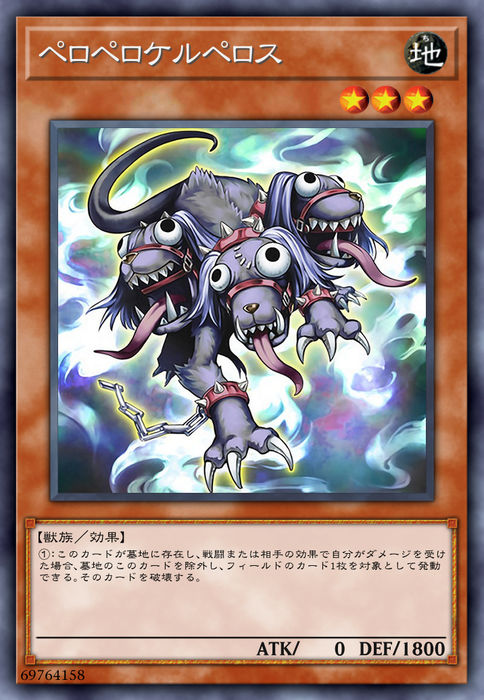 ペロペロケルペロス
ち
地
【獣族／効果】
①:このカードが墓地に存在し、戦闘または相手の効果で自分がダメージを受け
た場合、墓地のこのカードを除外し、フィールドのカード1枚を対象として発動
できる。そのカードを破壊する。
ATK/ 0 DEF/1800
69764158